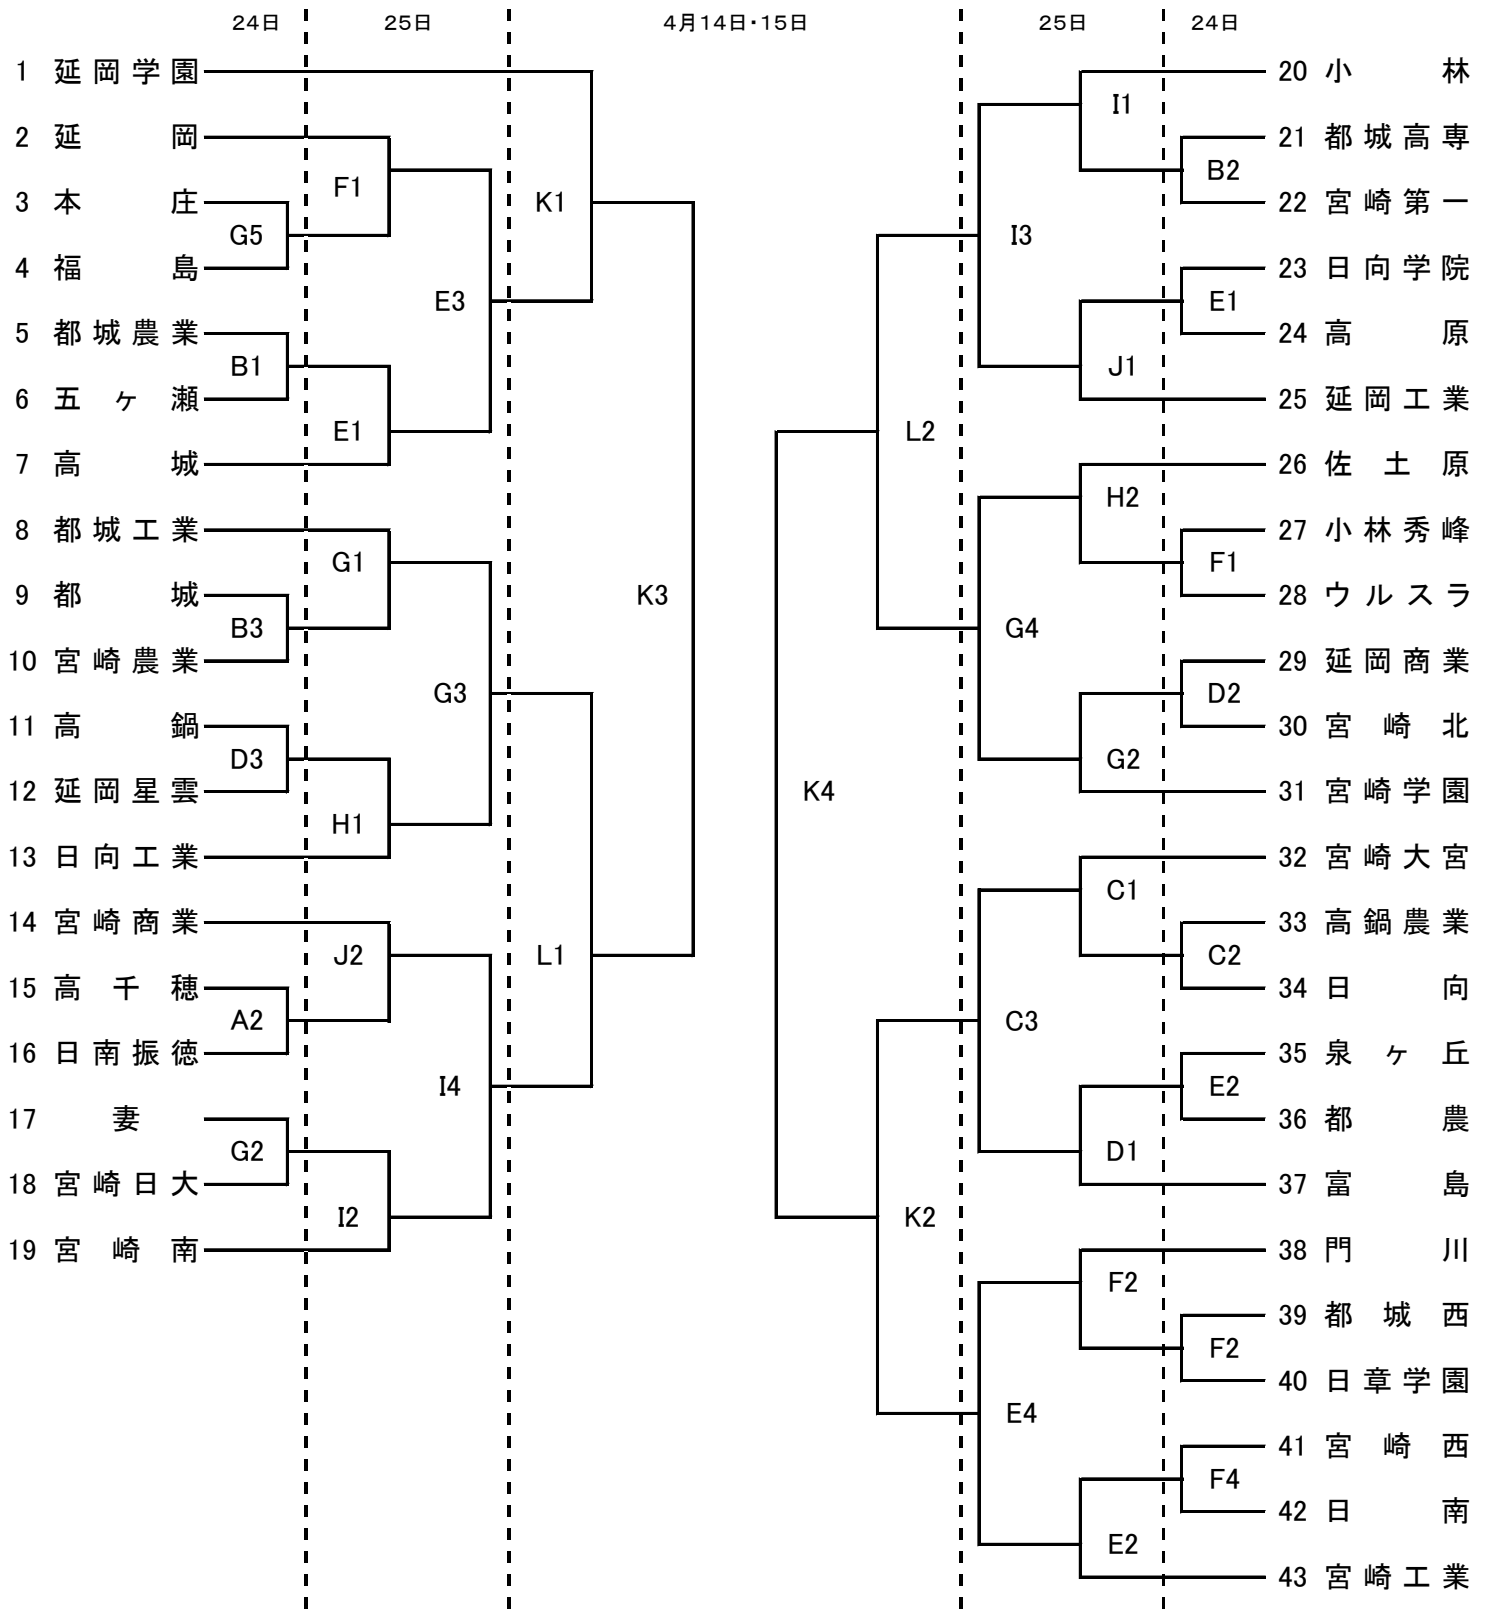 24日 25日 4月14日・15日 25日 24日
1 延岡学園
2 延岡
F1
3 本庄
K1
G5
4 福島
E3
5 都城農業
B1
6 五ヶ瀬
E1
7 高城
8 都城工業
G1
9 都城
K3
B3
10 宮崎農業
G3
11 高鍋
D3
12 延岡星雲
H1
13 日向工業
14 宮崎商業
J2
L1
15 高千穂
A2
16 日南振徳
I4
17 妻
G2
18 宮崎日大
I2
19 宮崎南
K4
20 小林
I1
21 都城高専
B2
22 宮崎第一
I3
23 日向学院
E1
24 高原
J1
25 延岡工業
L2
26 佐土原
H2
27 小林秀峰
F1
28 ウルスラ
G4
29 延岡商業
D2
30 宮崎北
G2
31 宮崎学園
32 宮崎大宮
C1
33 高鍋農業
C2
34 日向
C3
35 泉ヶ丘
E2
36 都農
D1
37 富島
K2
38 門川
F2
39 都城西
F2
40 日章学園
E4
41 宮崎西
F4
42 日南
E2
43 宮崎工業